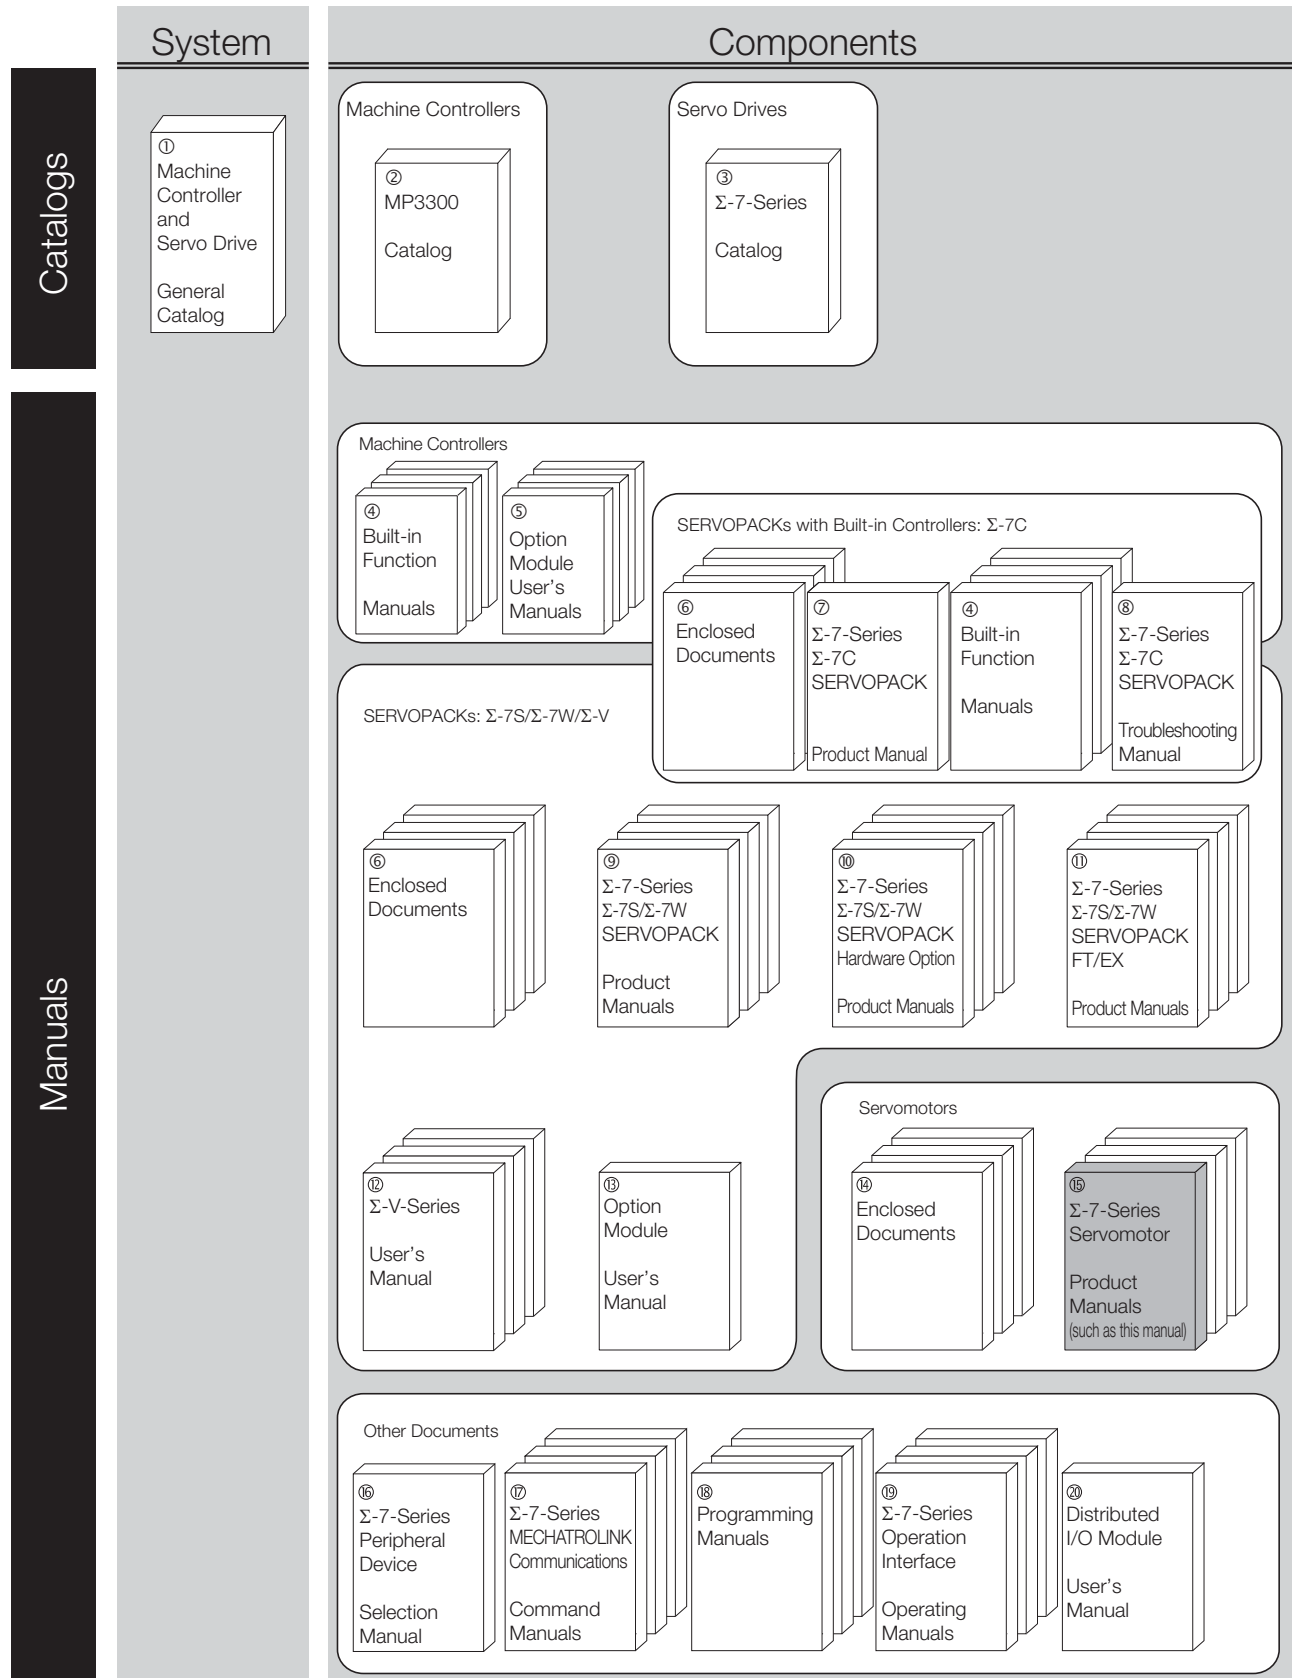 System
Components
Catalogs
①
Machine
Controller
and
Servo Drive
General
Catalog
Machine Controllers
②
MP3300
Catalog
Servo Drives
③
Σ-7-Series
Catalog
Manuals
Machine Controllers
④
Built-in
Function
Manuals
⑤
Option
Module
User's
Manuals
SERVOPACKs with Built-in Controllers: Σ-7C
⑥
Enclosed
Documents
⑦
Σ-7-Series
Σ-7C
SERVOPACK
Product Manual
④
Built-in
Function
Manuals
⑧
Σ-7-Series
Σ-7C
SERVOPACK
Troubleshooting
Manual
SERVOPACKs: Σ-7S/Σ-7W/Σ-V
⑥
Enclosed
Documents
⑨
Σ-7-Series
Σ-7S/Σ-7W
SERVOPACK
Product
Manuals
⑩
Σ-7-Series
Σ-7S/Σ-7W
SERVOPACK
Hardware Option
Product Manuals
⑪
Σ-7-Series
Σ-7S/Σ-7W
SERVOPACK
FT/EX
Product Manuals
⑫
Σ-V-Series
User's
Manual
⑬
Option
Module
User's
Manual
Servomotors
⑭
Enclosed
Documents
⑮
Σ-7-Series
Servomotor
Product
Manuals
(such as this manual)
Other Documents
⑯
Σ-7-Series
Peripheral
Device
Selection
Manual
⑰
Σ-7-Series
MECHATROLINK
Communications
Command
Manuals
⑱
Programming
Manuals
⑲
Σ-7-Series
Operation
Interface
Operating
Manuals
⑳
Distributed
I/O Module
User's
Manual